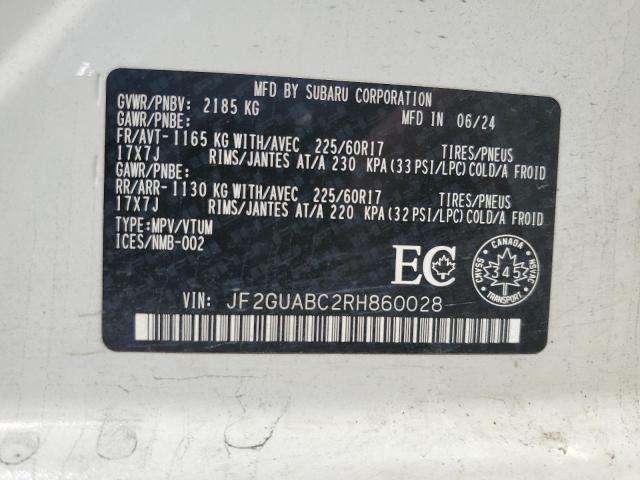 MFD BY SUBARU CORPORATION
GVWR/PNBV: 2185 KG MFD IN 06/24
GAWR/PNBE:
FR/AVT-1165 KG WITH/AVEC 225/60R17 TIRES/PNEUS
17X7J RIMS/JANTES AT/A 230 KPA (33 PSI/LPC) COLD/A FROID
GAWR/PNBE:
RR/ARR-1130 KG WITH/AVEC 225/60R17 TIRES/PNEUS
17X7J RIMS/JANTES AT/A 220 KPA (32 PSI/LPC) COLD/A FROID
TYPE: MPV/VTUM
ICES/NMB-002
EC
CANADA
CMVSS 345 NSVAC
TRANSPORT
VIN: JF2GUABC2RH860028